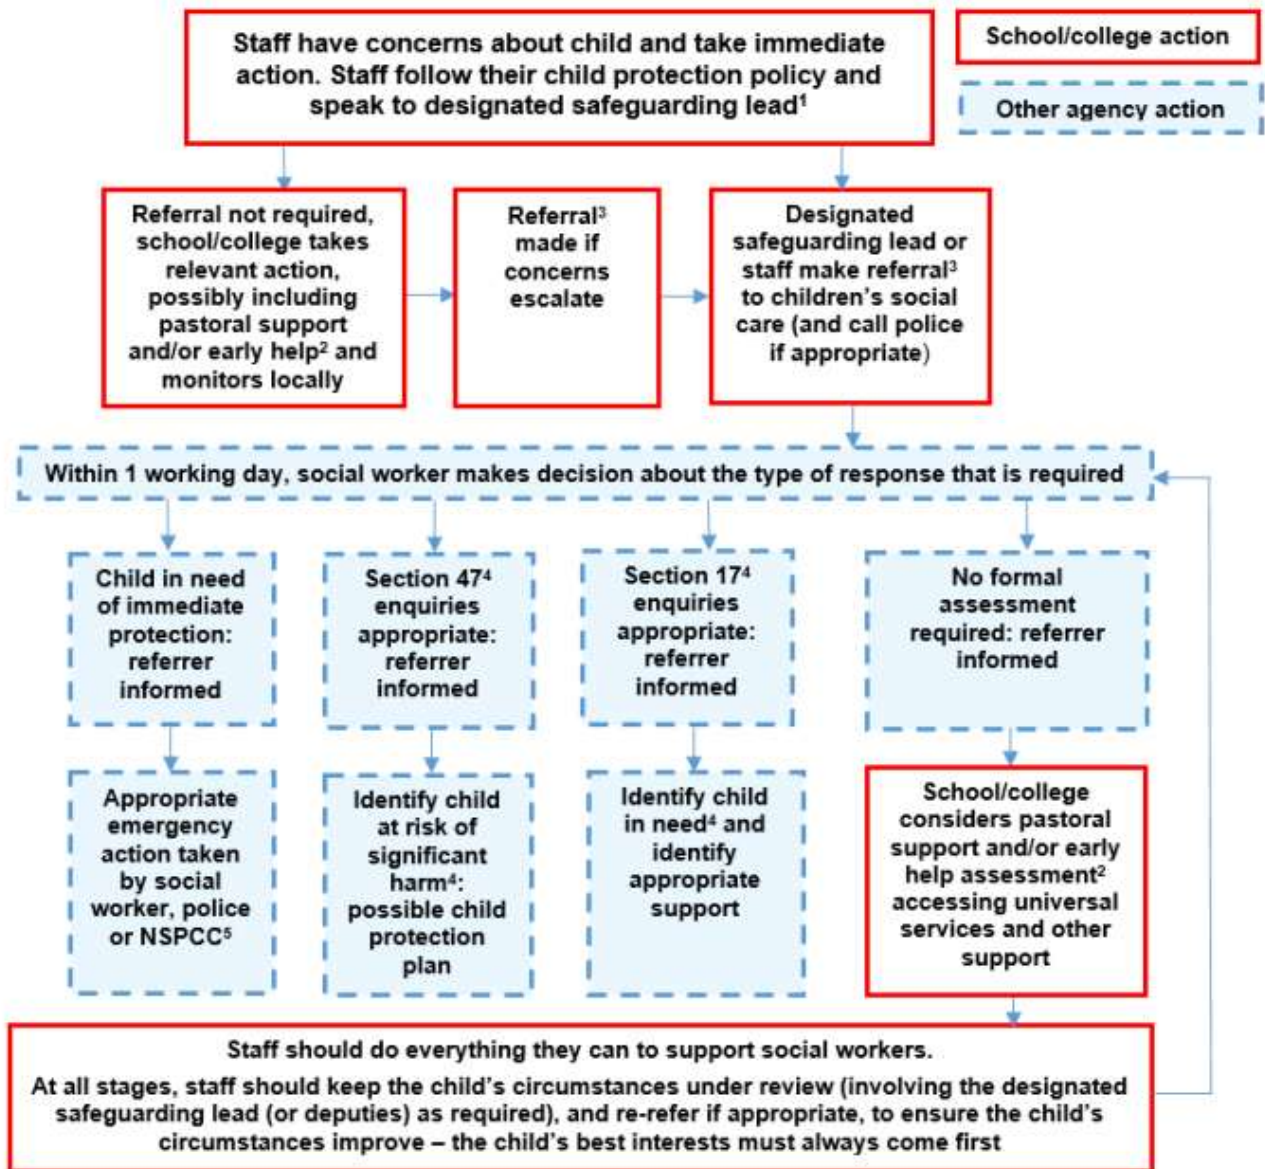 Staff have concerns about child and take immediate
action. Staff follow their child protection policy and
speak to designated safeguarding lead¹
School/college action
Other agency action
Referral not required,
school/college takes
relevant action,
possibly including
pastoral support
and/or early help² and
monitors locally
Referral³
made if
concerns
escalate
Designated
safeguarding lead or
staff make referral³
to children's social
care (and call police
if appropriate)
Within 1 working day, social worker makes decision about the type of response that is required
Child in need
of immediate
protection:
referrer
informed
Section 47⁴
enquiries
appropriate:
referrer
informed
Section 17⁴
enquiries
appropriate:
referrer
informed
No formal
assessment
required: referrer
informed
Appropriate
emergency
action taken
by social
worker, police
or NSPCC⁵
Identify child
at risk of
significant
harm⁴:
possible child
protection
plan
Identify child
in need⁴ and
identify
appropriate
support
School/college
considers pastoral
support and/or early
help assessment²
accessing universal
services and other
support
Staff should do everything they can to support social workers.
At all stages, staff should keep the child's circumstances under review (involving the designated
safeguarding lead (or deputies) as required), and re-refer if appropriate, to ensure the child's
circumstances improve – the child's best interests must always come first